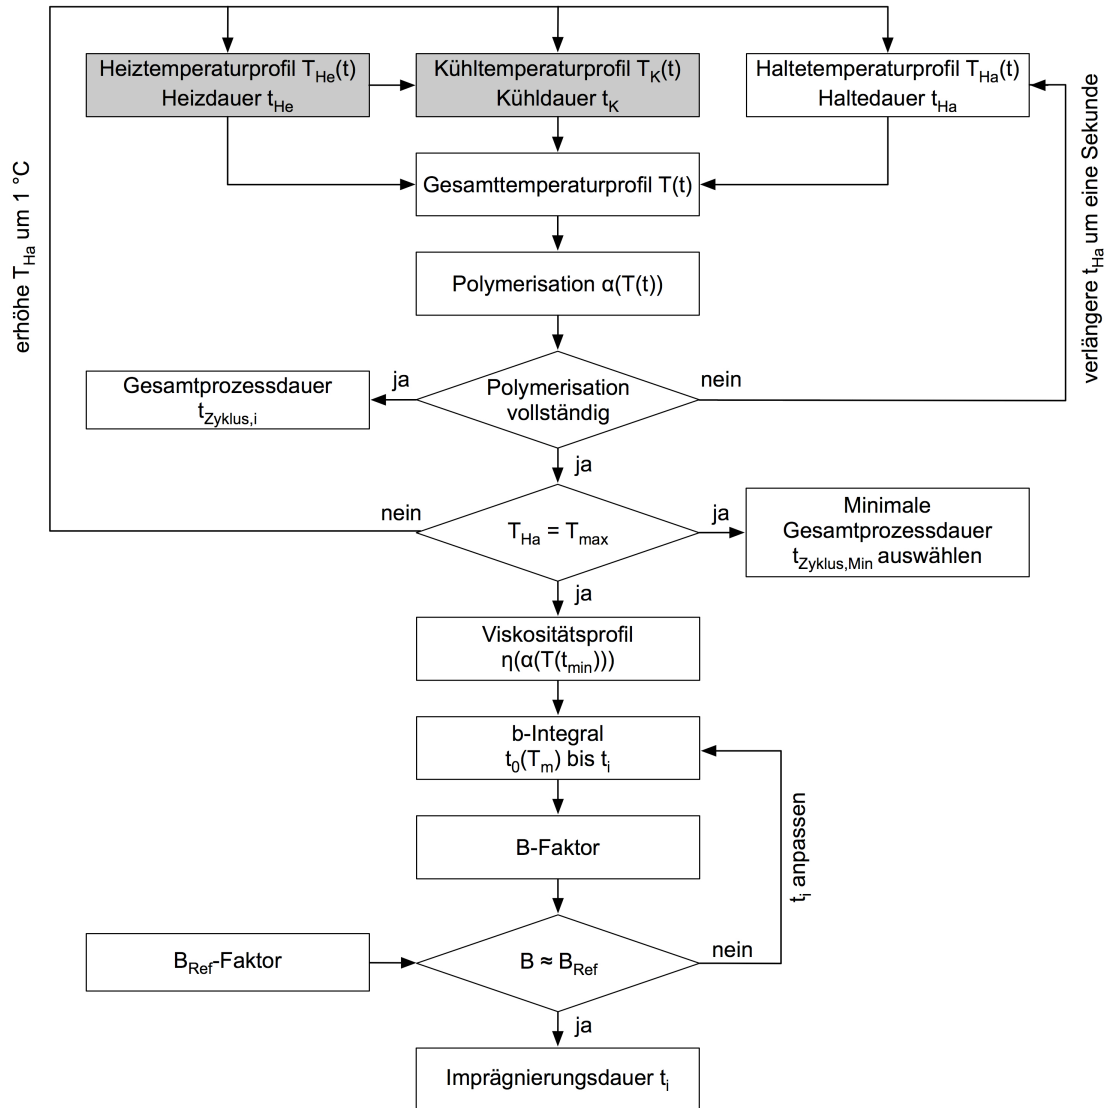 Heiztemperaturprofil T_He(t)
Heizdauer t_He
Kühltemperaturprofil T_K(t)
Kühldauer t_K
Haltetemperaturprofil T_Ha(t)
Haltedauer t_Ha
Gesamttemperaturprofil T(t)
erhöhe T_Ha um 1 °C
verlängere t_Ha um eine Sekunde
Polymerisation α(T(t))
Polymerisation
vollständig
ja
nein
Gesamtprozessdauer
t_Zyklus,i
ja
T_Ha = T_max
nein
ja
Minimale
Gesamtprozessdauer
t_Zyklus,Min auswählen
ja
Viskositätsprofil
η(α(T(t_min)))
b-Integral
t_0(T_m) bis t_i
t_i anpassen
B-Faktor
B_Ref-Faktor
B ≈ B_Ref
nein
ja
Imprägnierungsdauer t_i